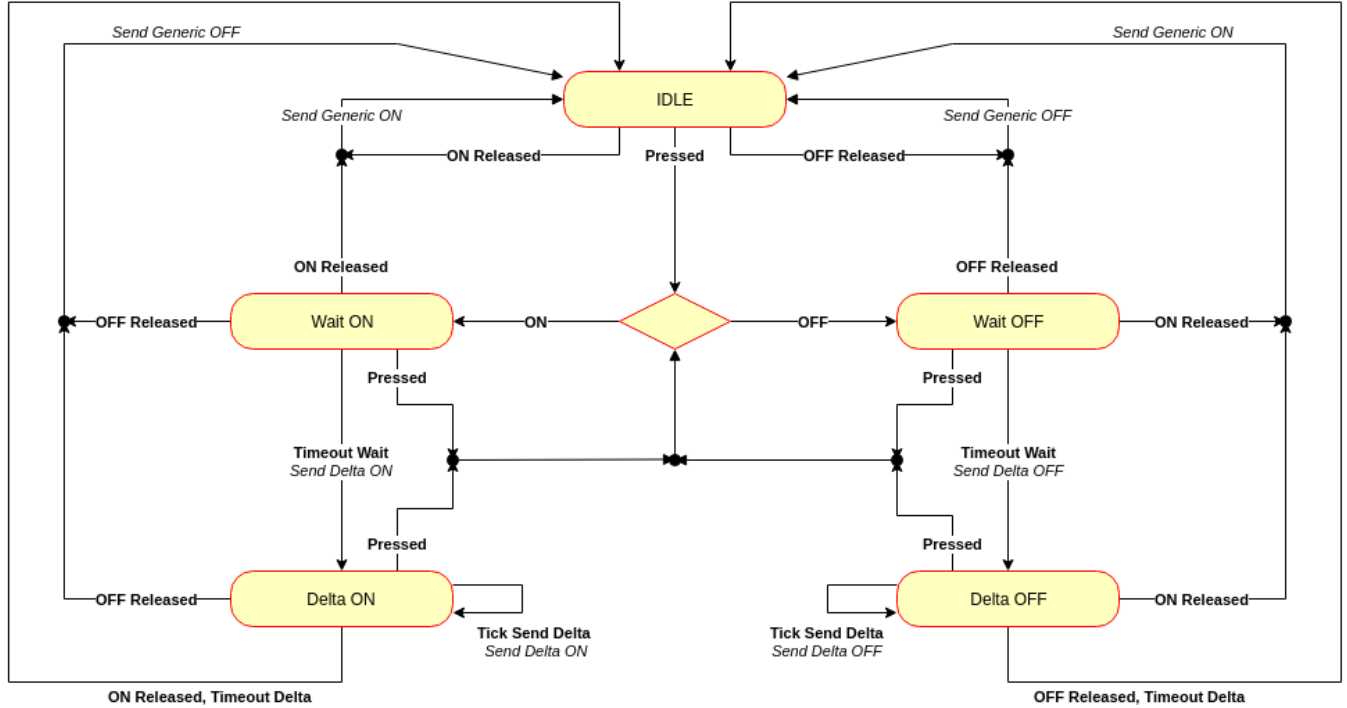 Send Generic OFF
Send Generic ON
IDLE
Send Generic ON
Send Generic OFF
ON Released
Pressed
OFF Released
ON Released
OFF Released
OFF Released
Wait ON
ON
OFF
Wait OFF
ON Released
Pressed
Pressed
Timeout Wait
Send Delta ON
Timeout Wait
Send Delta OFF
Pressed
Pressed
OFF Released
Delta ON
Delta OFF
ON Released
Tick Send Delta
Send Delta ON
Tick Send Delta
Send Delta OFF
ON Released, Timeout Delta
OFF Released, Timeout Delta